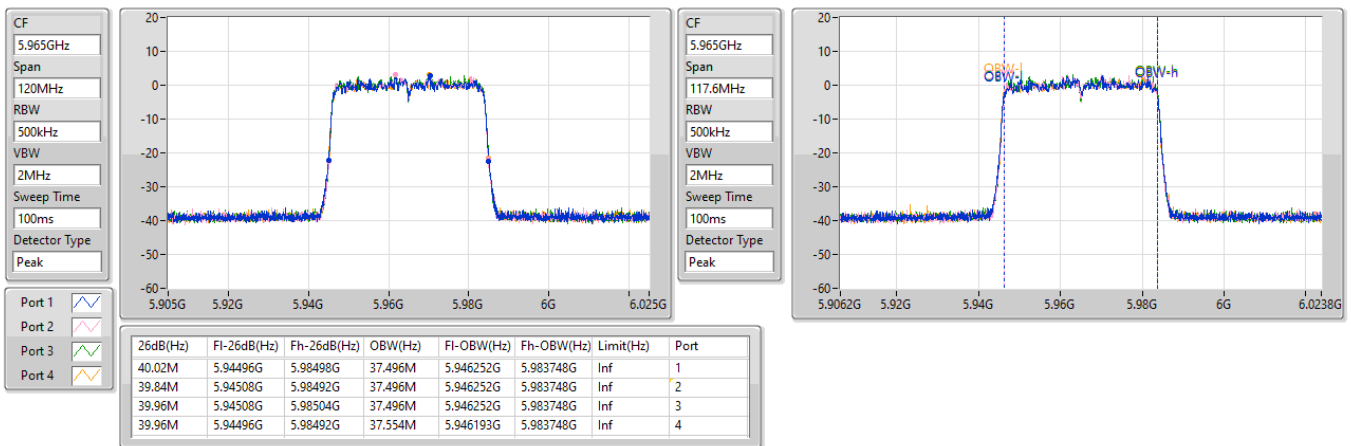 CF
5.965GHz
Span
120MHz
RBW
500kHz
VBW
2MHz
Sweep Time
100ms
Detector Type
Peak
20
10
0
-10
-20
-30
-40
-50
-60
5.905G 5.92G 5.94G 5.96G 5.98G 6G 6.025G
CF
5.965GHz
Span
117.6MHz
RBW
500kHz
VBW
2MHz
Sweep Time
100ms
Detector Type
Peak
20
10
0
-10
-20
-30
-40
-50
-60
OBW-l
OBW-l
OBW-h
5.9062G 5.92G 5.94G 5.96G 5.98G 6G 6.0238G
Port 1
Port 2
Port 3
Port 4
26dB(Hz) Fl-26dB(Hz) Fh-26dB(Hz) OBW(Hz) Fl-OBW(Hz) Fh-OBW(Hz) Limit(Hz) Port
40.02M 5.94496G 5.98498G 37.496M 5.946252G 5.983748G Inf 1
39.84M 5.94508G 5.98492G 37.496M 5.946252G 5.983748G Inf 2
39.96M 5.94508G 5.98504G 37.496M 5.946252G 5.983748G Inf 3
39.96M 5.94496G 5.98492G 37.554M 5.946193G 5.983748G Inf 4